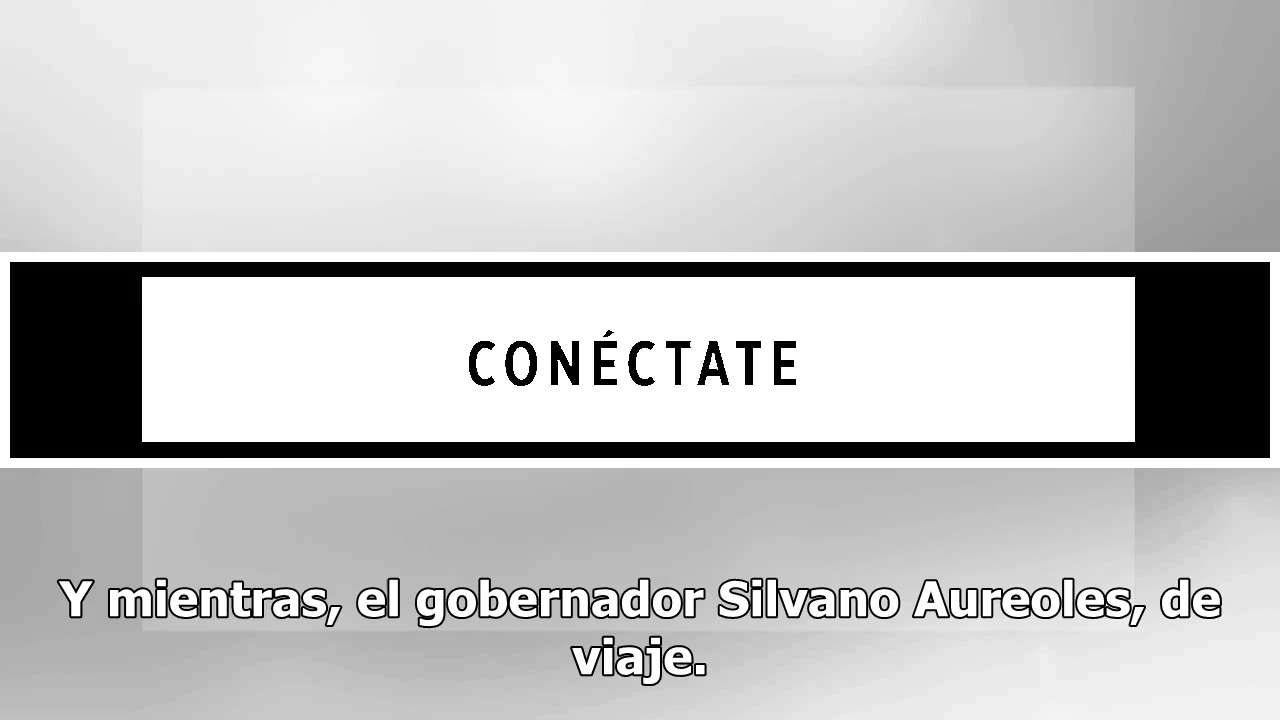 CONÉCTATE
Y mientras, el gobernador Silvano Aureoles, de
viaje.